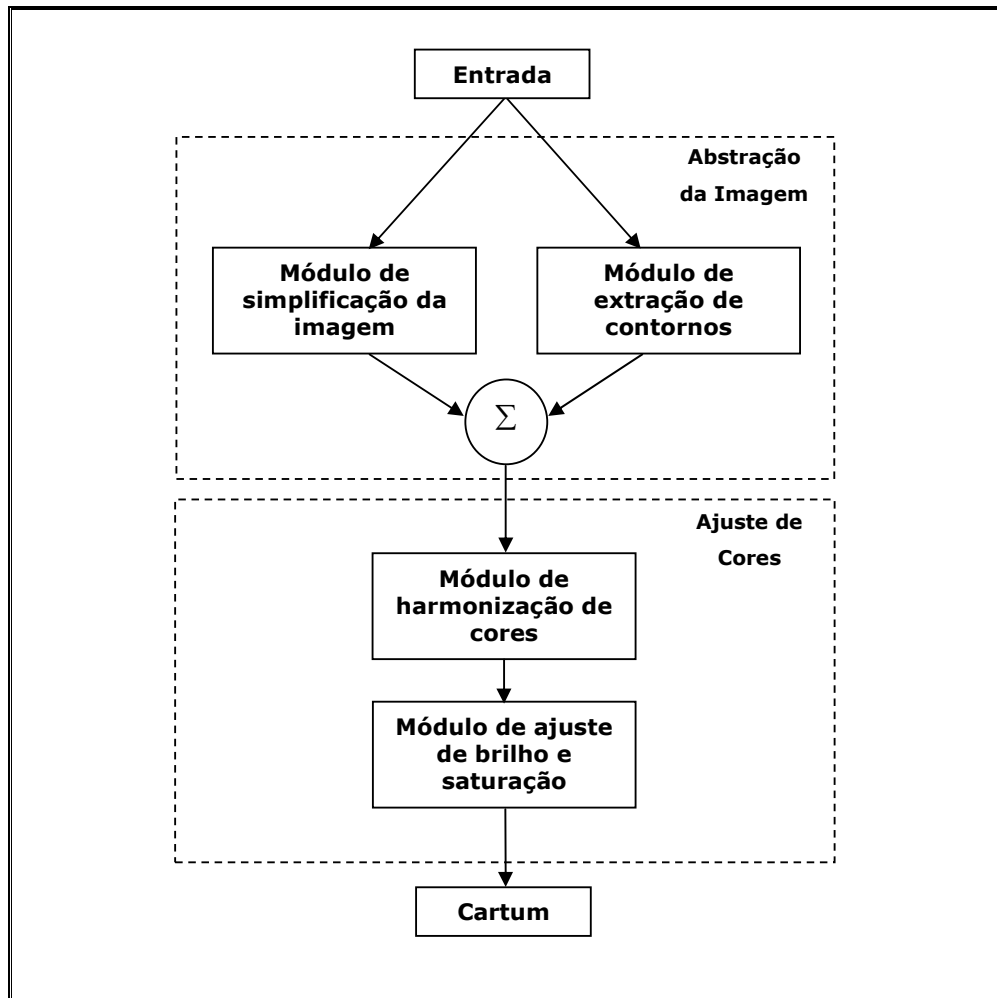 Entrada
Abstração
da Imagem
Módulo de
simplificação da
imagem
Módulo de
extração de
contornos
Σ
Ajuste de
Cores
Módulo de
harmonização de
cores
Módulo de ajuste
de brilho e
saturação
Cartum